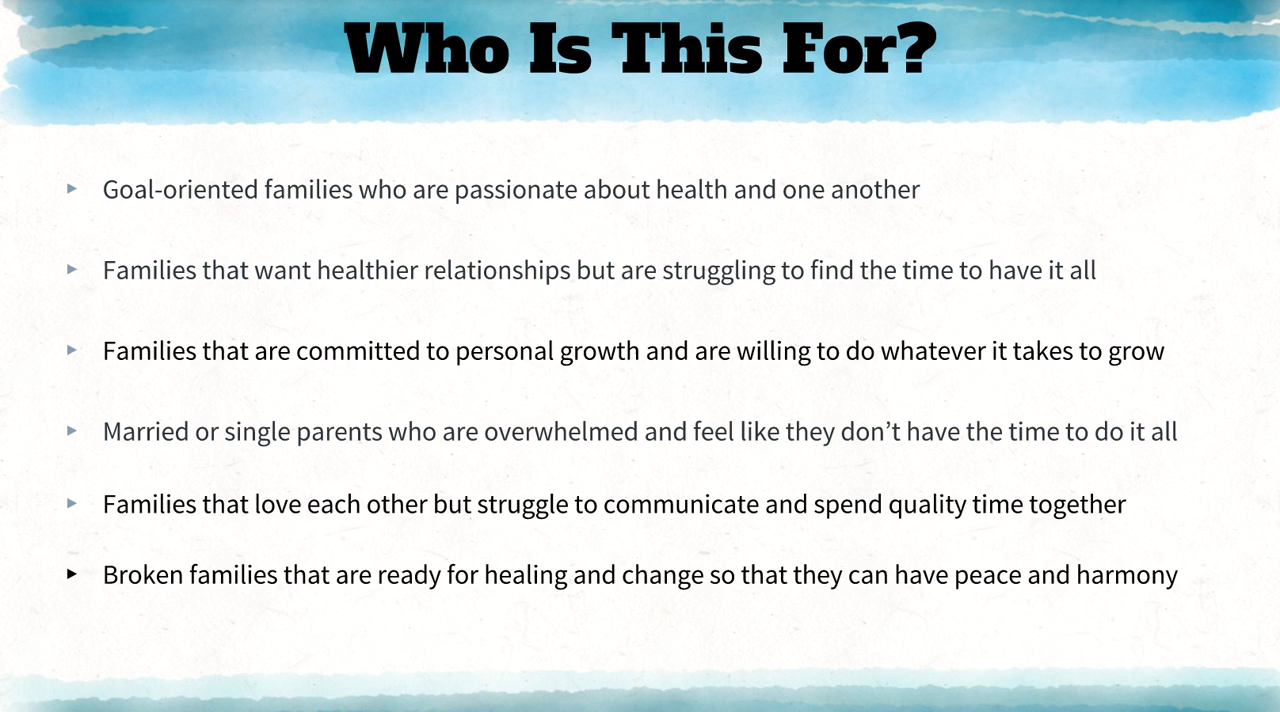 Who Is This For?
Goal-oriented families who are passionate about health and one another
Families that want healthier relationships but are struggling to find the time to have it all
Families that are committed to personal growth and are willing to do whatever it takes to grow
Married or single parents who are overwhelmed and feel like they don’t have the time to do it all
Families that love each other but struggle to communicate and spend quality time together
Broken families that are ready for healing and change so that they can have peace and harmony